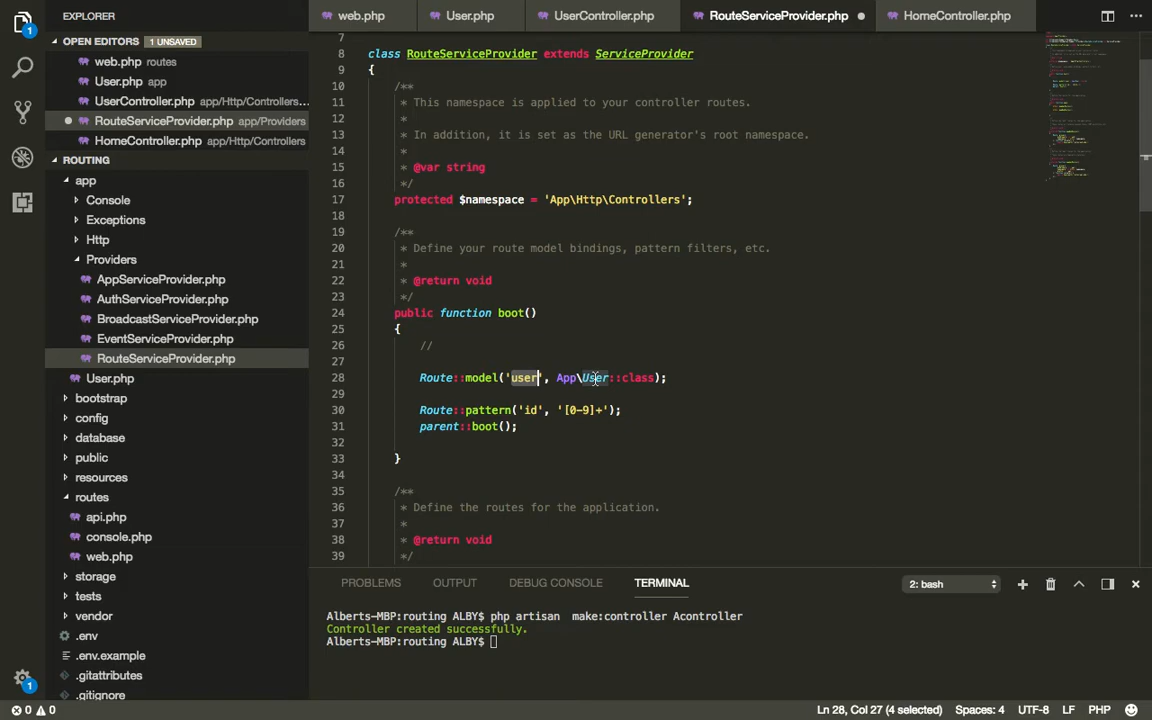 EXPLORER
OPEN EDITORS 1 UNSAVED
web.php routes
User.php app
UserController.php app/Http/Controllers...
RouteServiceProvider.php app/Providers
HomeController.php app/Http/Controllers
ROUTING
app
Console
Exceptions
Http
Providers
AppServiceProvider.php
AuthServiceProvider.php
BroadcastServiceProvider.php
EventServiceProvider.php
RouteServiceProvider.php
User.php
bootstrap
config
database
public
resources
routes
api.php
console.php
web.php
storage
tests
vendor
.env
.env.example
.gitattributes
.gitignore
web.php User.php UserController.php RouteServiceProvider.php HomeController.php
7
8 class RouteServiceProvider extends ServiceProvider
9 {
10 /**
11 * This namespace is applied to your controller routes.
12 *
13 * In addition, it is set as the URL generator's root namespace.
14 *
15 * @var string
16 */
17 protected $namespace = 'App\Http\Controllers';
18
19 /**
20 * Define your route model bindings, pattern filters, etc.
21 *
22 * @return void
23 */
24 public function boot()
25 {
26 //
27
28 Route::model('user', App\User::class);
29
30 Route::pattern('id', '[0-9]+');
31 parent::boot();
32
33 }
34
35 /**
36 * Define the routes for the application.
37 *
38 * @return void
39 */
PROBLEMS OUTPUT DEBUG CONSOLE TERMINAL 2: bash
Alberts-MBP:routing ALBY$ php artisan  make:controller Acontroller
Controller created successfully.
Alberts-MBP:routing ALBY$
0 0 Ln 28, Col 27 (4 selected) Spaces: 4 UTF-8 LF PHP
1
1